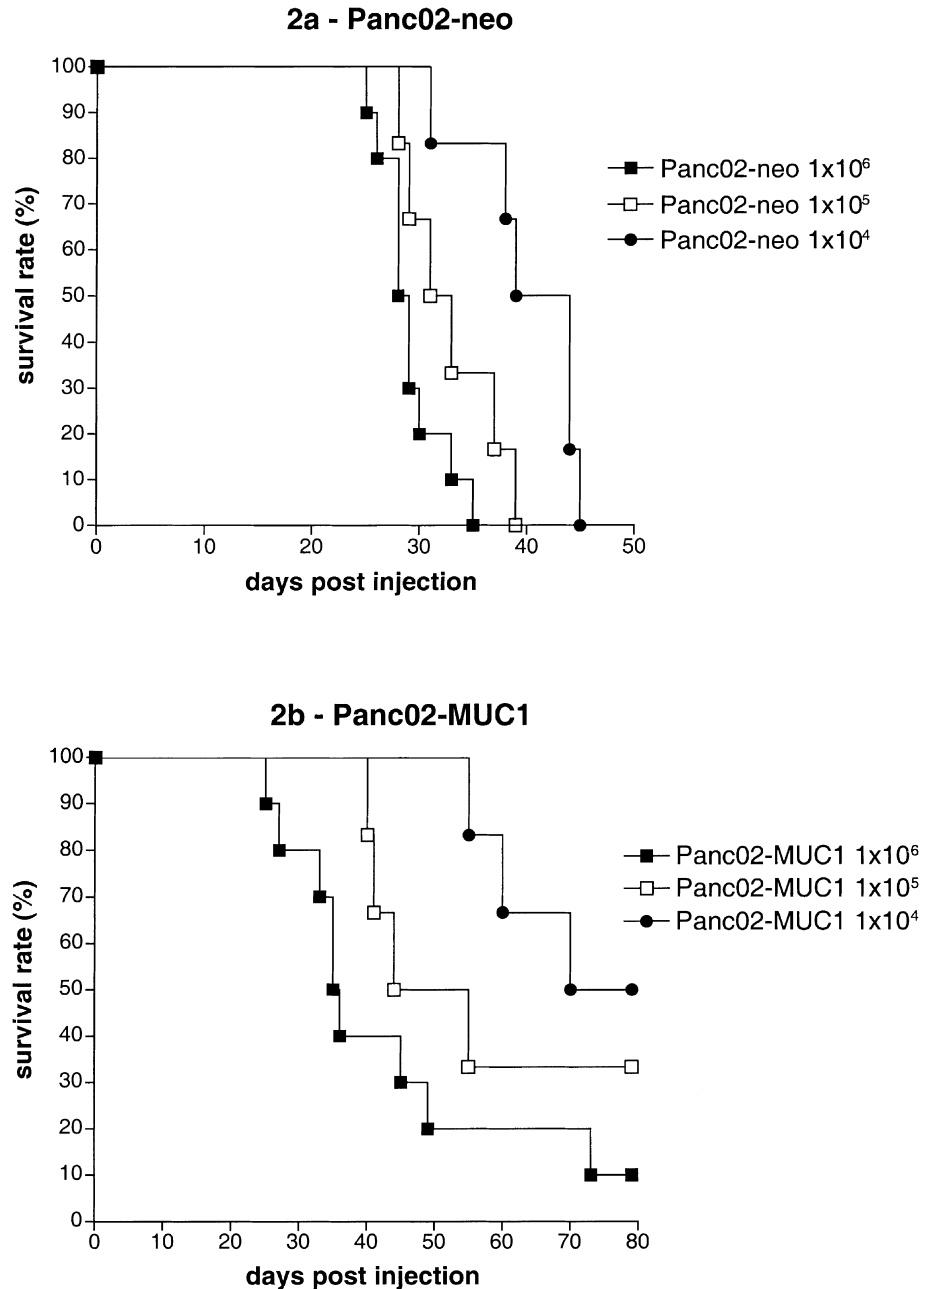 2a - Panc02-neo
100
90
80
70
60
50
40
30
20
10
0
survival rate (%)
0 10 20 30 40 50
days post injection
Panc02-neo 1x10⁶
Panc02-neo 1x10⁵
Panc02-neo 1x10⁴
2b - Panc02-MUC1
100
90
80
70
60
50
40
30
20
10
0
survival rate (%)
0 10 20 30 40 50 60 70 80
days post injection
Panc02-MUC1 1x10⁶
Panc02-MUC1 1x10⁵
Panc02-MUC1 1x10⁴